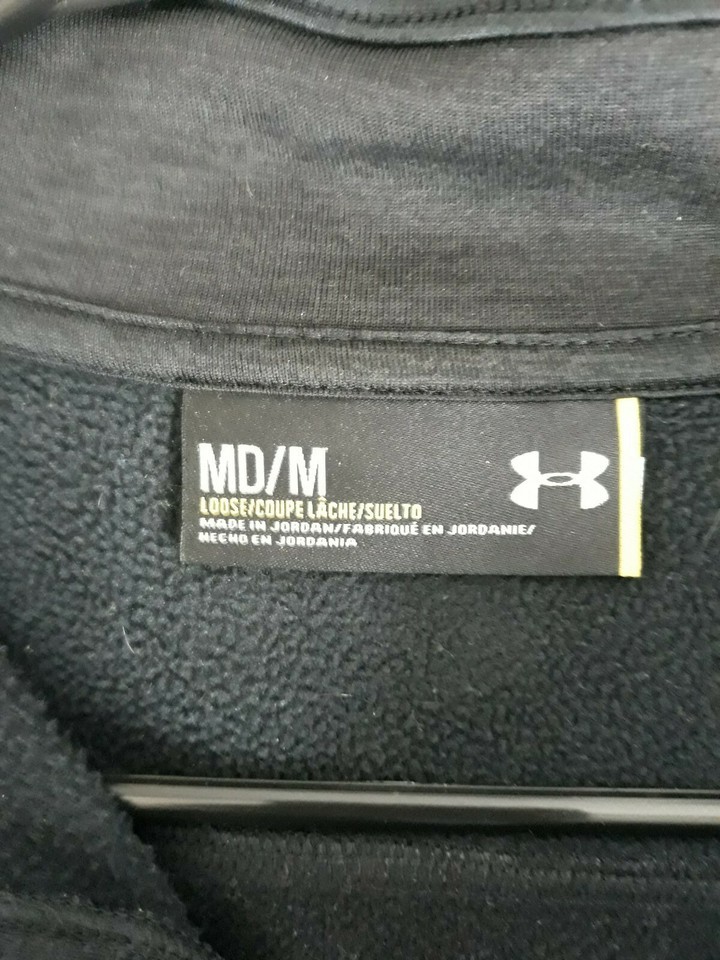 MD/M
LOOSE/COUPE LÂCHE/SUELTO
MADE IN JORDAN/FABRIQUÉ EN JORDANIE/
HECHO EN JORDANIA